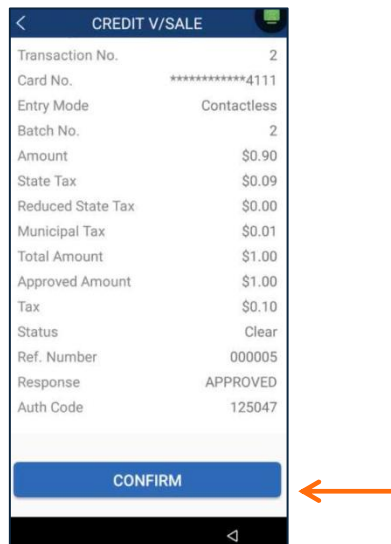 CREDIT V/SALE
Transaction No. 2
Card No. ************4111
Entry Mode Contactless
Batch No. 2
Amount $0.90
State Tax $0.09
Reduced State Tax $0.00
Municipal Tax $0.01
Total Amount $1.00
Approved Amount $1.00
Tax $0.10
Status Clear
Ref. Number 000005
Response APPROVED
Auth Code 125047
CONFIRM